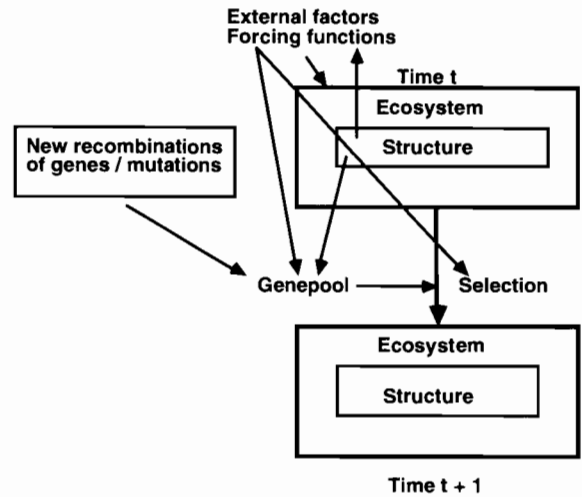 External factors
Forcing functions
Time t
Ecosystem
Structure
New recombinations
of genes / mutations
Genepool
Selection
Ecosystem
Structure
Time t + 1